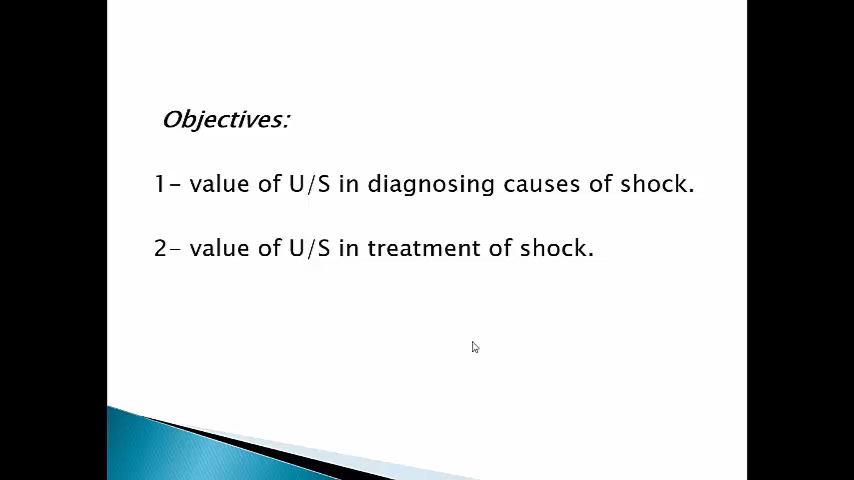 Objectives:
1- value of U/S in diagnosing causes of shock.
2- value of U/S in treatment of shock.